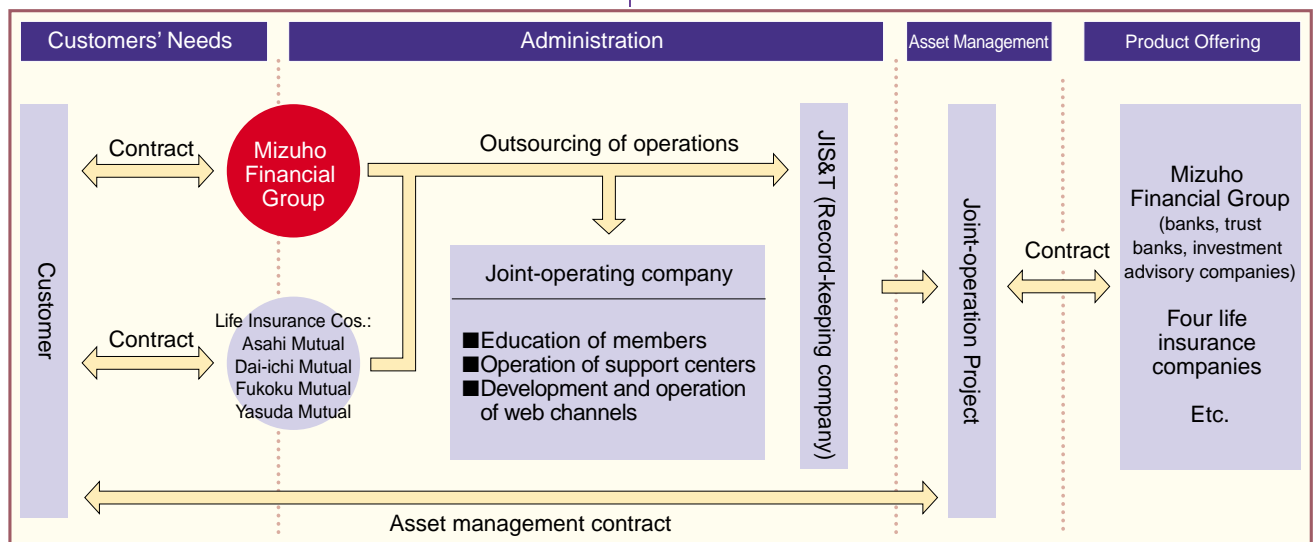 Customers' Needs
Administration
Asset Management
Product Offering
Customer
Contract
Mizuho
Financial
Group
Contract
Life Insurance Cos.:
Asahi Mutual
Dai-ichi Mutual
Fukoku Mutual
Yasuda Mutual
Outsourcing of operations
Joint-operating company
■Education of members
■Operation of support centers
■Development and operation
of web channels
JIS&T (Record-keeping company)
Joint-operation Project
Contract
Mizuho
Financial Group
(banks, trust
banks, investment
advisory companies)
Four life
insurance
companies
Etc.
Asset management contract